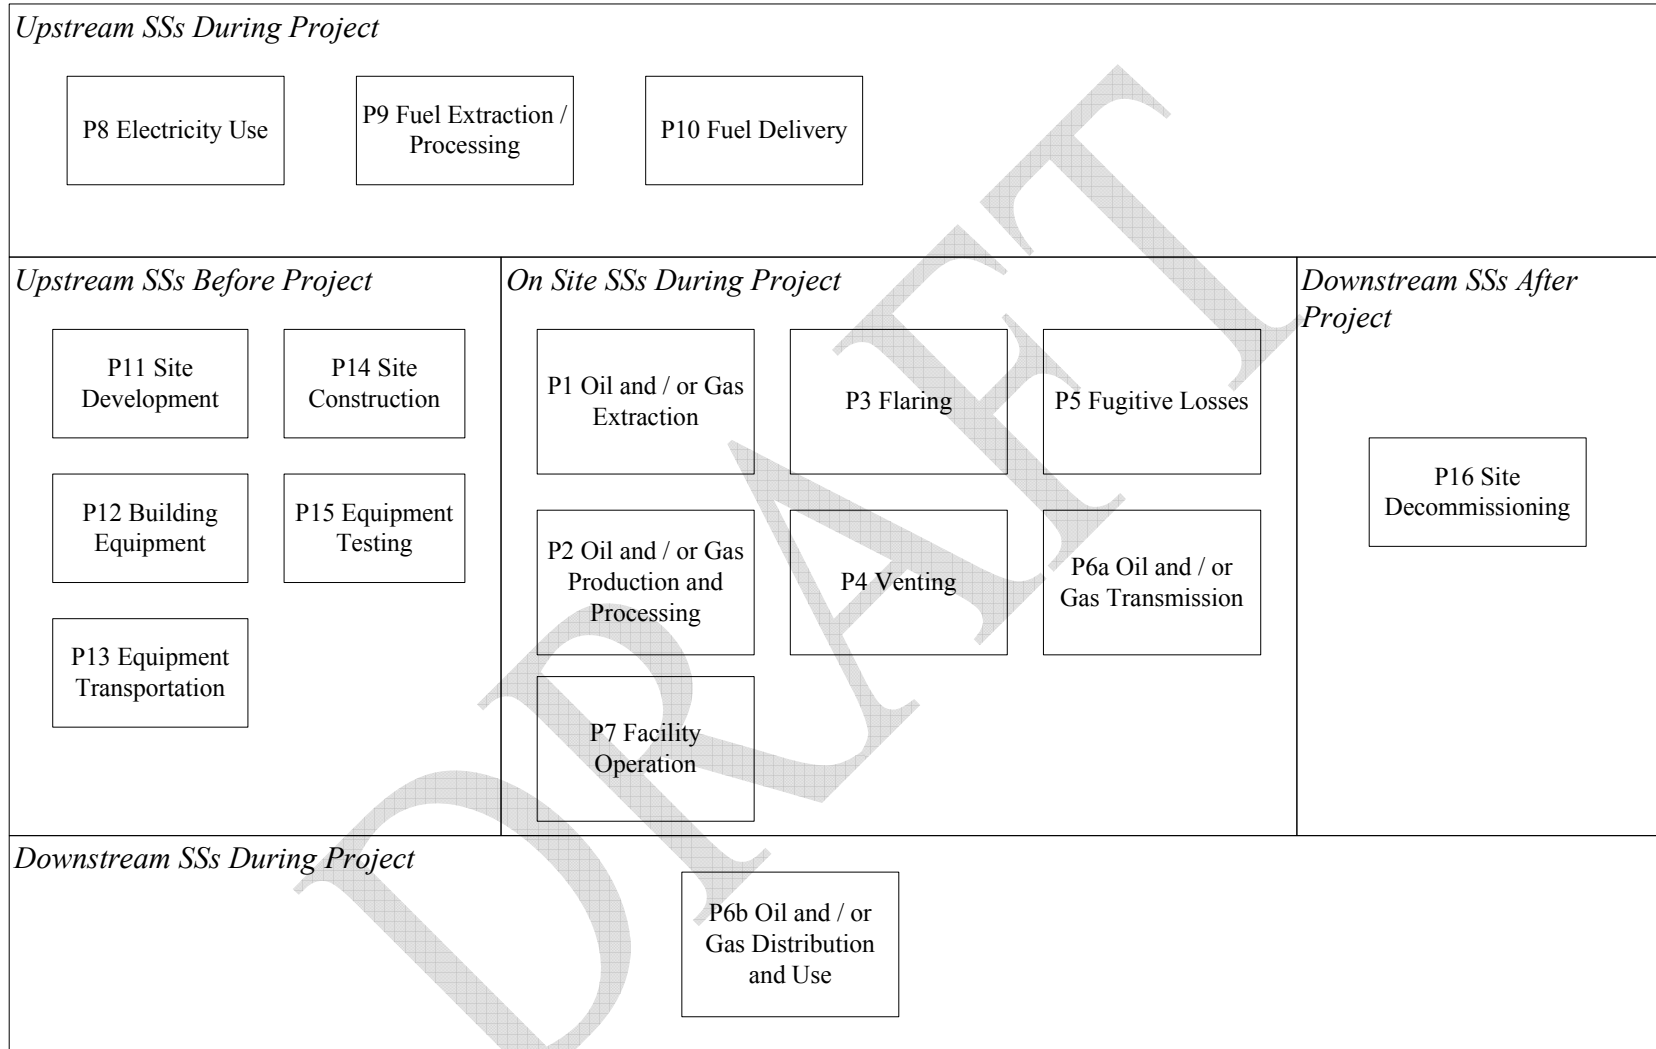 Upstream SSs During Project
P8 Electricity Use
P9 Fuel Extraction /
Processing
P10 Fuel Delivery
Upstream SSs Before Project
P11 Site
Development
P14 Site
Construction
P12 Building
Equipment
P15 Equipment
Testing
P13 Equipment
Transportation
On Site SSs During Project
P1 Oil and / or Gas
Extraction
P3 Flaring
P5 Fugitive Losses
P2 Oil and / or Gas
Production and
Processing
P4 Venting
P6a Oil and / or
Gas Transmission
P7 Facility
Operation
Downstream SSs After
Project
P16 Site
Decommissioning
Downstream SSs During Project
P6b Oil and / or
Gas Distribution
and Use
DRAFT